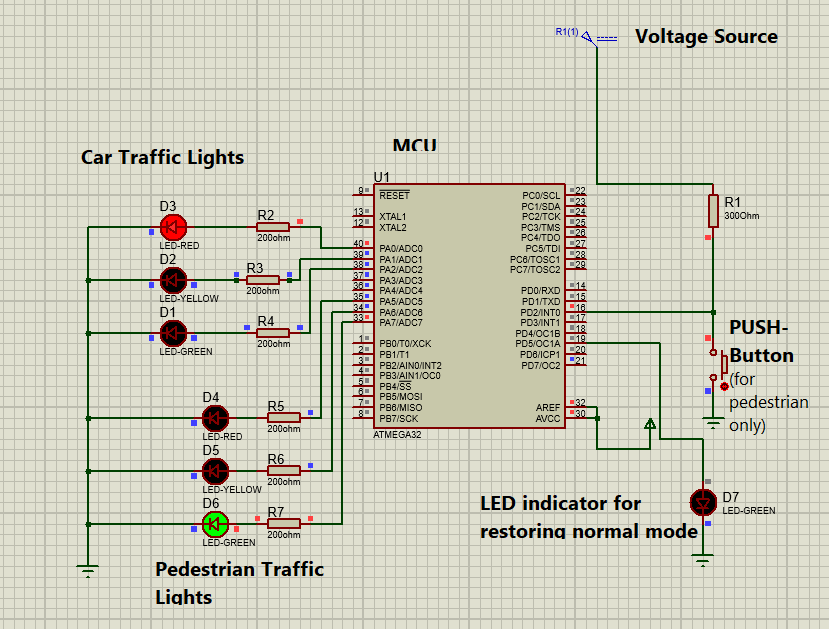 R1(1)
Voltage Source
MCU
Car Traffic Lights
U1
D3
LED-RED
R2
200ohm
D2
LED-YELLOW
R3
200ohm
D1
LED-GREEN
R4
200ohm
D4
LED-RED
R5
200ohm
D5
LED-YELLOW
R6
200ohm
D6
LED-GREEN
R7
200ohm
9 RESET
13 XTAL1
12 XTAL2
40 PA0/ADC0
39 PA1/ADC1
38 PA2/ADC2
37 PA3/ADC3
36 PA4/ADC4
35 PA5/ADC5
34 PA6/ADC6
33 PA7/ADC7
1 PB0/T0/XCK
2 PB1/T1
3 PB2/AIN0/INT2
4 PB3/AIN1/OC0
5 PB4/SS
6 PB5/MOSI
7 PB6/MISO
8 PB7/SCK
PC0/SCL 22
PC1/SDA 23
PC2/TCK 24
PC3/TMS 25
PC4/TDO 26
PC5/TDI 27
PC6/TOSC1 28
PC7/TOSC2 29
PD0/RXD 14
PD1/TXD 15
PD2/INT0 16
PD3/INT1 17
PD4/OC1B 18
PD5/OC1A 19
PD6/ICP1 20
PD7/OC2 21
AREF 32
AVCC 30
ATMEGA32
R1
300Ohm
PUSH-
Button
(for
pedestrian
only)
D7
LED-GREEN
LED indicator for
restoring normal mode
Pedestrian Traffic
Lights